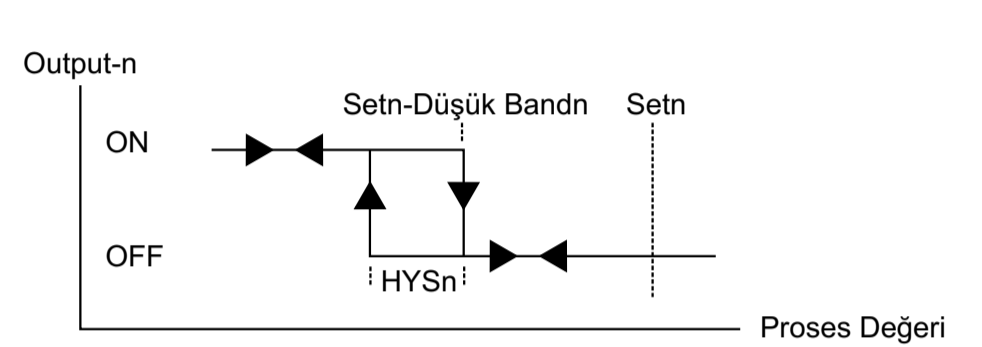 Output-n
Setn-Düşük Bandn Setn
ON
OFF
HYSn
Proses Değeri